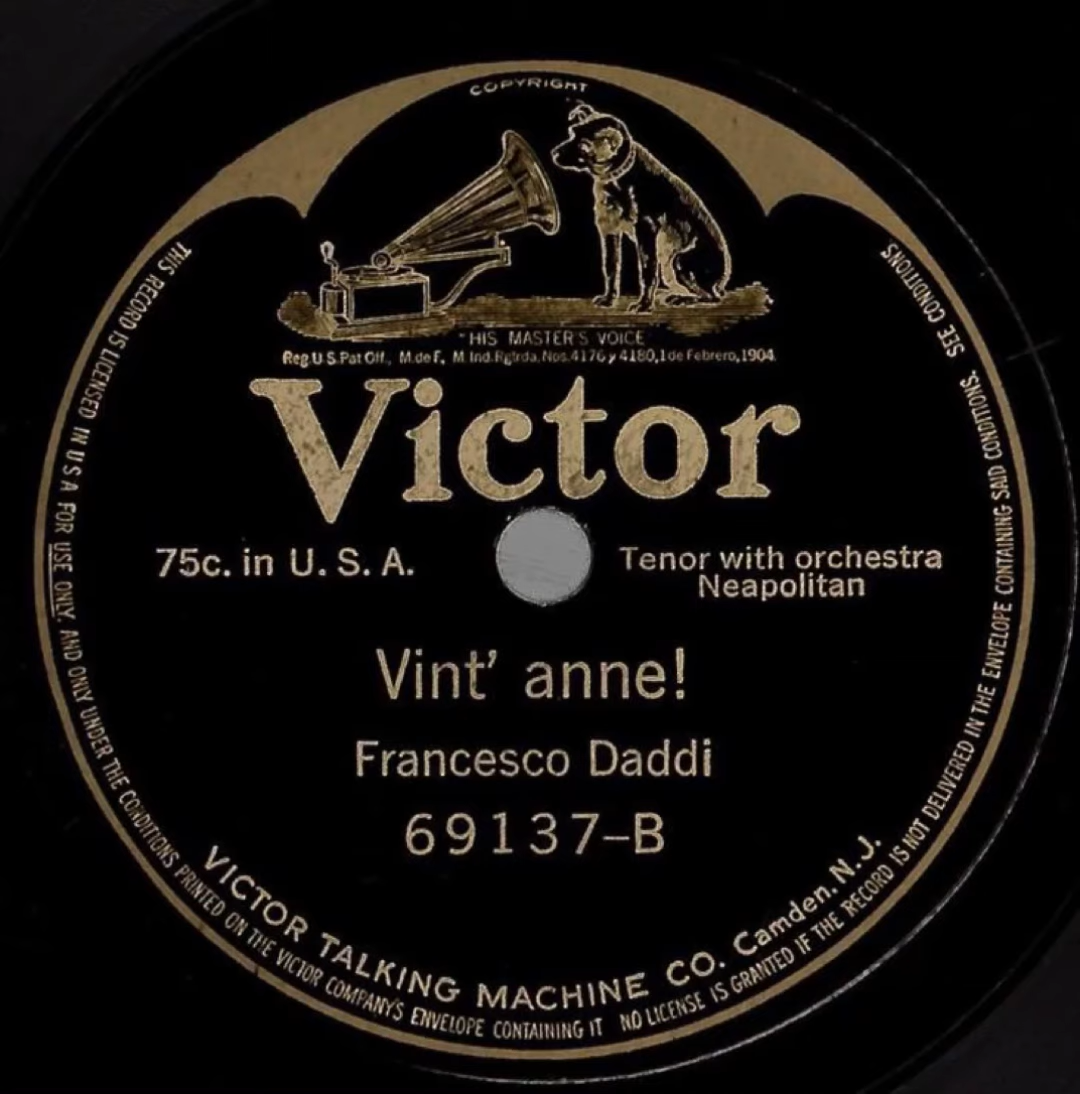 COPYRIGHT
"HIS MASTER'S VOICE"
Reg. U.S. Pat. Off., M. de F., M. Ind. Rgtrda. Nos. 4176 y 4180, 1 de Febrero, 1904.
Victor
75c. in U. S. A.
Tenor with orchestra
Neapolitan
Vint' anne!
Francesco Daddi
69137-B
VICTOR TALKING MACHINE CO. Camden. N. J.
THIS RECORD IS LICENSED IN U S A FOR USE ONLY, AND ONLY UNDER THE CONDITIONS PRINTED ON THE VICTOR COMPANY'S ENVELOPE CONTAINING IT NO LICENSE IS GRANTED IF THE RECORD IS NOT DELIVERED IN THE ENVELOPE CONTAINING SAID CONDITIONS. SEE CONDITIONS